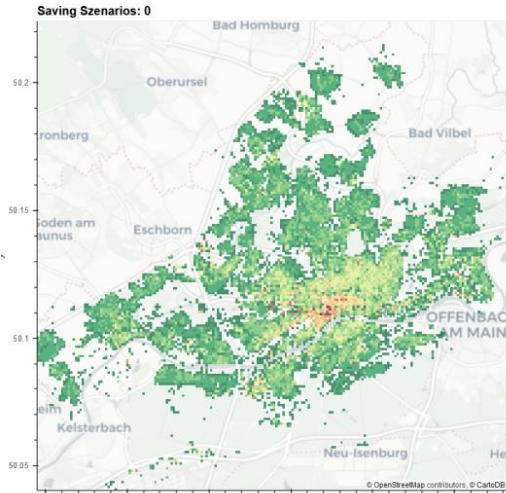 Saving Szenarios: 0
Bad Homburg
50.2
Oberursel
ronberg
Bad Vilbel
50.15
oden am
unus
Eschborn
OFFENBAC
AM MAIN
50.1
eim
Kelsterbach
Neu-Isenburg
He
50.05
© OpenStreetMap contributors, © CartoDB